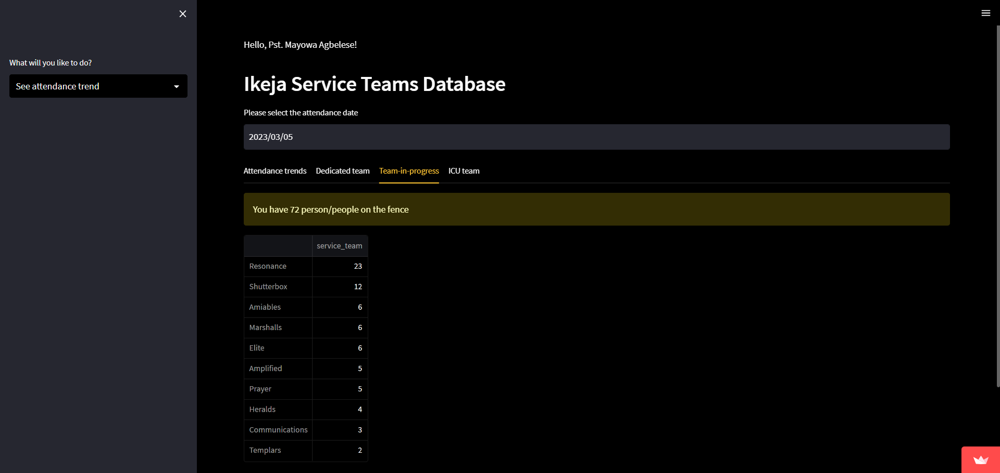 What will you like to do?
See attendance trend
Hello, Pst. Mayowa Agbelese!
Ikeja Service Teams Database
Please select the attendance date
2023/03/05
Attendance trends Dedicated team Team-in-progress ICU team
You have 72 person/people on the fence
service_team
Resonance 23
Shutterbox 12
Amiables 6
Marshalls 6
Elite 6
Amplified 5
Prayer 5
Heralds 4
Communications 3
Templars 2